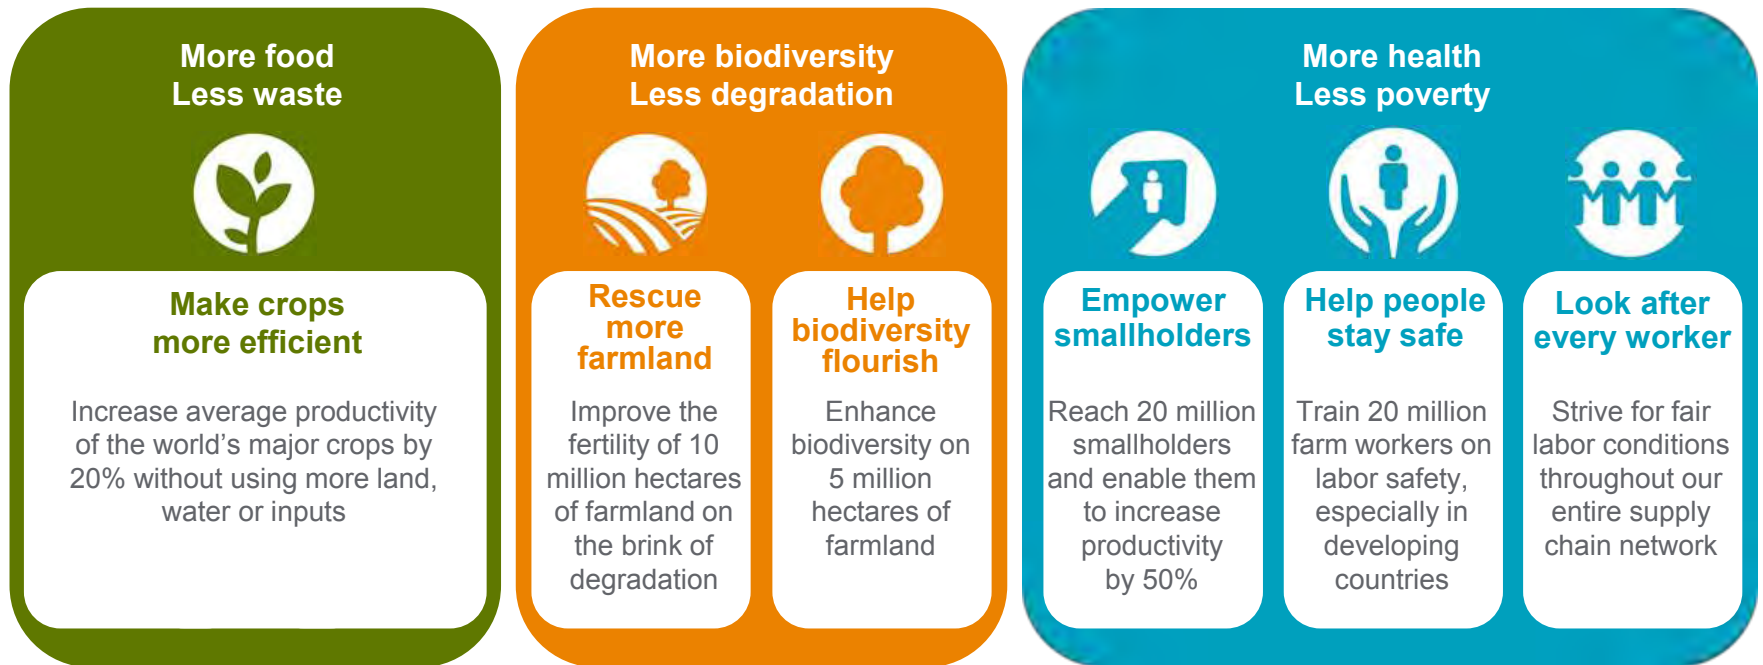 More food
Less waste
Make crops
more efficient
Increase average productivity
of the world’s major crops by
20% without using more land,
water or inputs
More biodiversity
Less degradation
Rescue
more
farmland
Improve the
fertility of 10
million hectares
of farmland on
the brink of
degradation
Help
biodiversity
flourish
Enhance
biodiversity on
5 million
hectares of
farmland
More health
Less poverty
Empower
smallholders
Reach 20 million
smallholders
and enable them
to increase
productivity
by 50%
Help people
stay safe
Train 20 million
farm workers on
labor safety,
especially in
developing
countries
Look after
every worker
Strive for fair
labor conditions
throughout our
entire supply
chain network